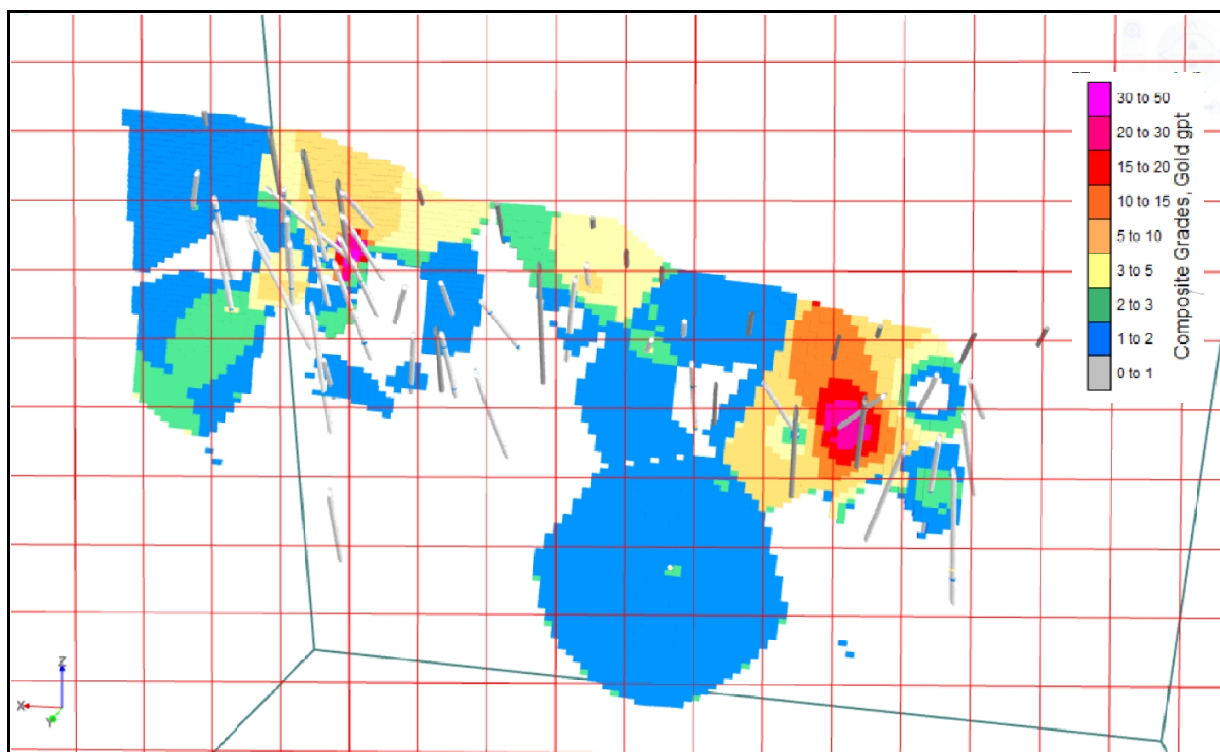 30 to 50
20 to 30
15 to 20
10 to 15
5 to 10
3 to 5
2 to 3
1 to 2
0 to 1
Composite Grades, Gold gpt
Z
X
Y